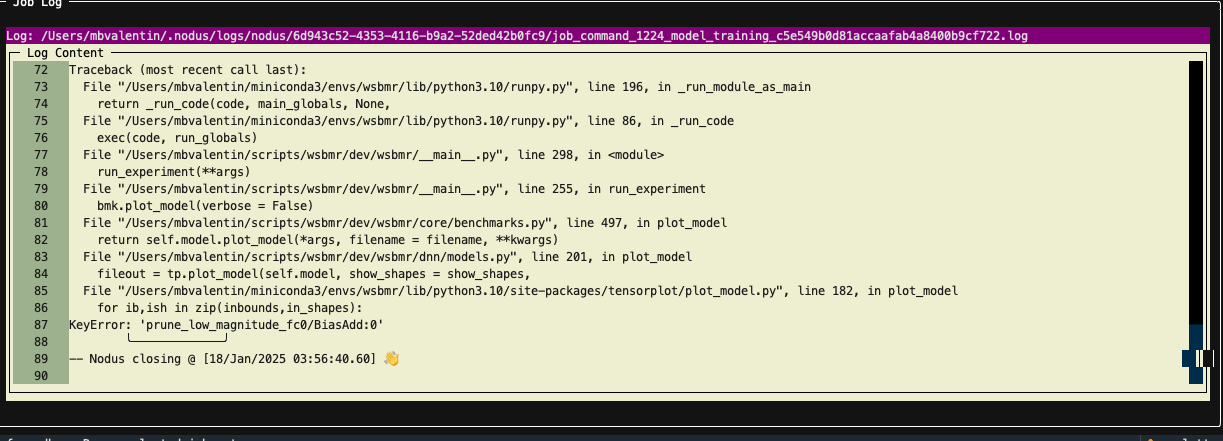 Job Log
Log: /Users/mbvalentin/.nodus/logs/nodus/6d943c52-4353-4116-b9a2-52ded42b0fc9/job_command_1224_model_training_c5e549b0d81accaafab4a8400b9cf722.log
Log Content
72 Traceback (most recent call last):
73   File "/Users/mbvalentin/miniconda3/envs/wsbmr/lib/python3.10/runpy.py", line 196, in _run_module_as_main
74     return _run_code(code, main_globals, None,
75   File "/Users/mbvalentin/miniconda3/envs/wsbmr/lib/python3.10/runpy.py", line 86, in _run_code
76     exec(code, run_globals)
77   File "/Users/mbvalentin/scripts/wsbmr/dev/wsbmr/__main__.py", line 298, in <module>
78     run_experiment(**args)
79   File "/Users/mbvalentin/scripts/wsbmr/dev/wsbmr/__main__.py", line 255, in run_experiment
80     bmk.plot_model(verbose = False)
81   File "/Users/mbvalentin/scripts/wsbmr/dev/wsbmr/core/benchmarks.py", line 497, in plot_model
82     return self.model.plot_model(*args, filename = filename, **kwargs)
83   File "/Users/mbvalentin/scripts/wsbmr/dev/wsbmr/dnn/models.py", line 201, in plot_model
84     fileout = tp.plot_model(self.model, show_shapes = show_shapes,
85   File "/Users/mbvalentin/miniconda3/envs/wsbmr/lib/python3.10/site-packages/tensorplot/plot_model.py", line 182, in plot_model
86     for ib,ish in zip(inbounds,in_shapes):
87 KeyError: 'prune_low_magnitude_fc0/BiasAdd:0'
88
89 -- Nodus closing @ [18/Jan/2025 03:56:40.60] 👋
90